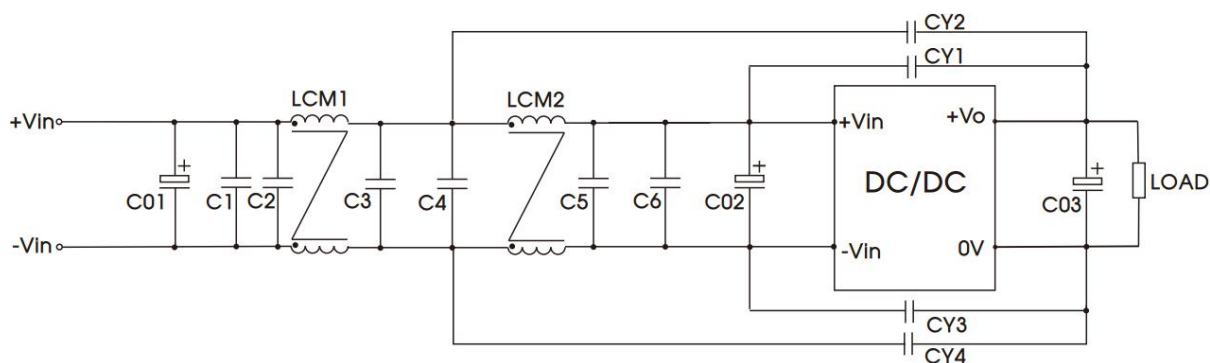 CY2
CY1
LCM1
LCM2
+Vin
+Vin
+Vo
+
+
+
DC/DC
C01
C1
C2
C3
C4
C5
C6
C02
C03
LOAD
-Vin
-Vin
0V
CY3
CY4